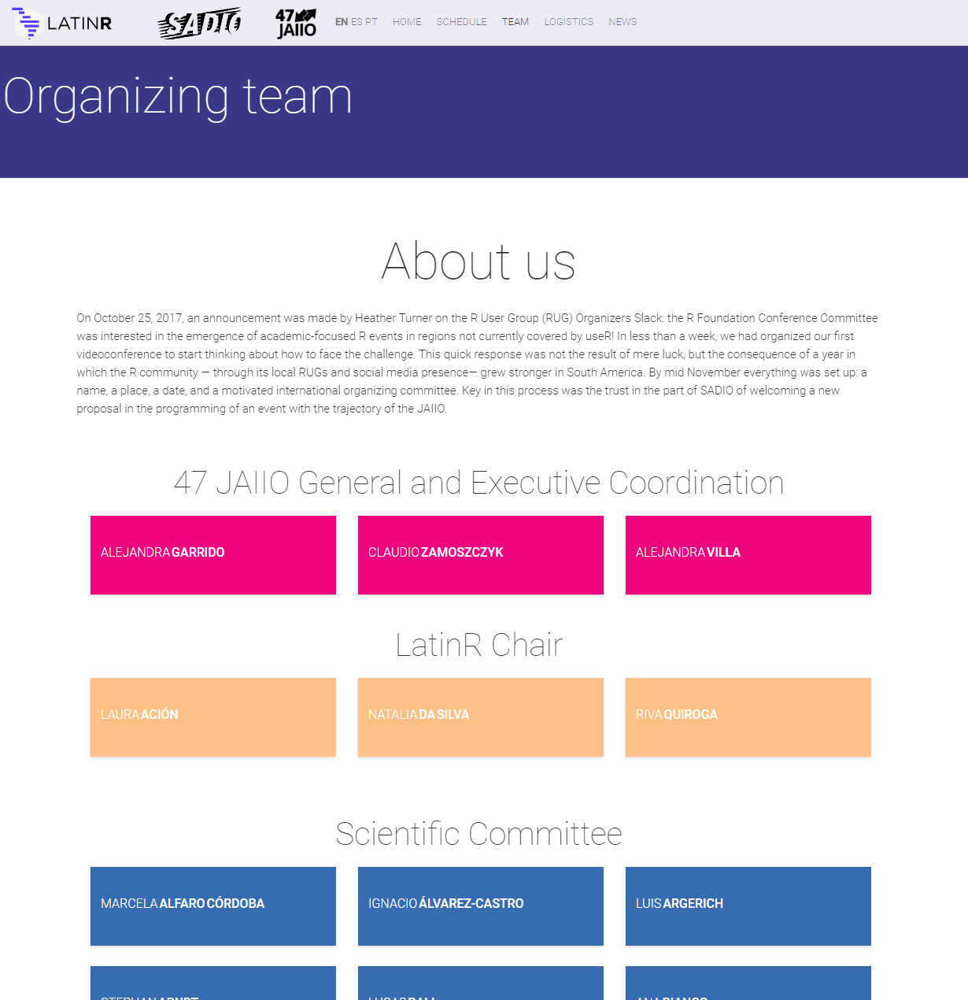 LATINR
SADIO
47
JAIIO
EN ES PT HOME SCHEDULE TEAM LOGISTICS NEWS
Organizing team
About us
On October 25, 2017, an announcement was made by Heather Turner on the R User Group (RUG) Organizers Slack: the R Foundation Conference Committee
was interested in the emergence of academic-focused R events in regions not currently covered by useR! In less than a week, we had organized our first
videoconference to start thinking about how to face the challenge. This quick response was not the result of mere luck, but the consequence of a year in
which the R community — through its local RUGs and social media presence— grew stronger in South America. By mid November everything was set up: a
name, a place, a date, and a motivated international organizing committee. Key in this process was the trust in the part of SADIO of welcoming a new
proposal in the programming of an event with the trajectory of the JAIIO.
47 JAIIO General and Executive Coordination
ALEJANDRA GARRIDO
CLAUDIO ZAMOSZCZYK
ALEJANDRA VILLA
LatinR Chair
LAURA ACIÓN
NATALIA DA SILVA
RIVA QUIROGA
Scientific Committee
MARCELA ALFARO CÓRDOBA
IGNACIO ÁLVAREZ-CASTRO
LUIS ARGERICH